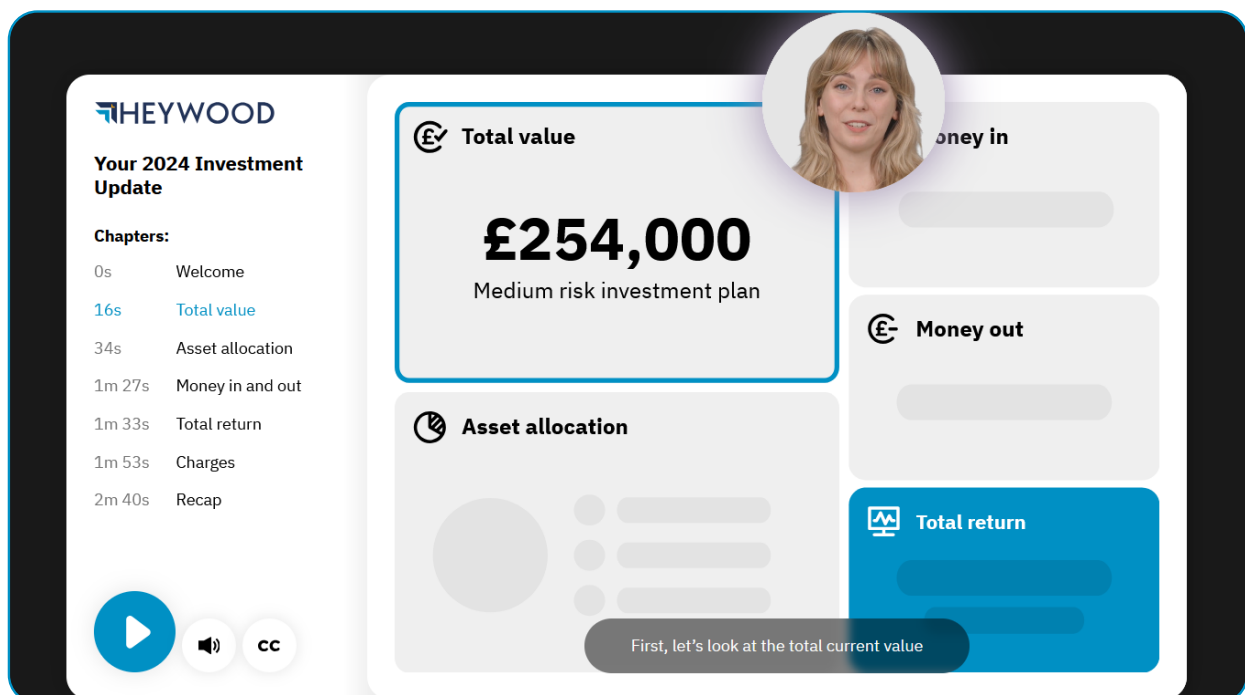 HEYWOOD
Your 2024 Investment
Update
Chapters:
0s Welcome
16s Total value
34s Asset allocation
1m 27s Money in and out
1m 33s Total return
1m 53s Charges
2m 40s Recap
CC
Total value
£254,000
Medium risk investment plan
Asset allocation
oney in
Money out
Total return
First, let’s look at the total current value